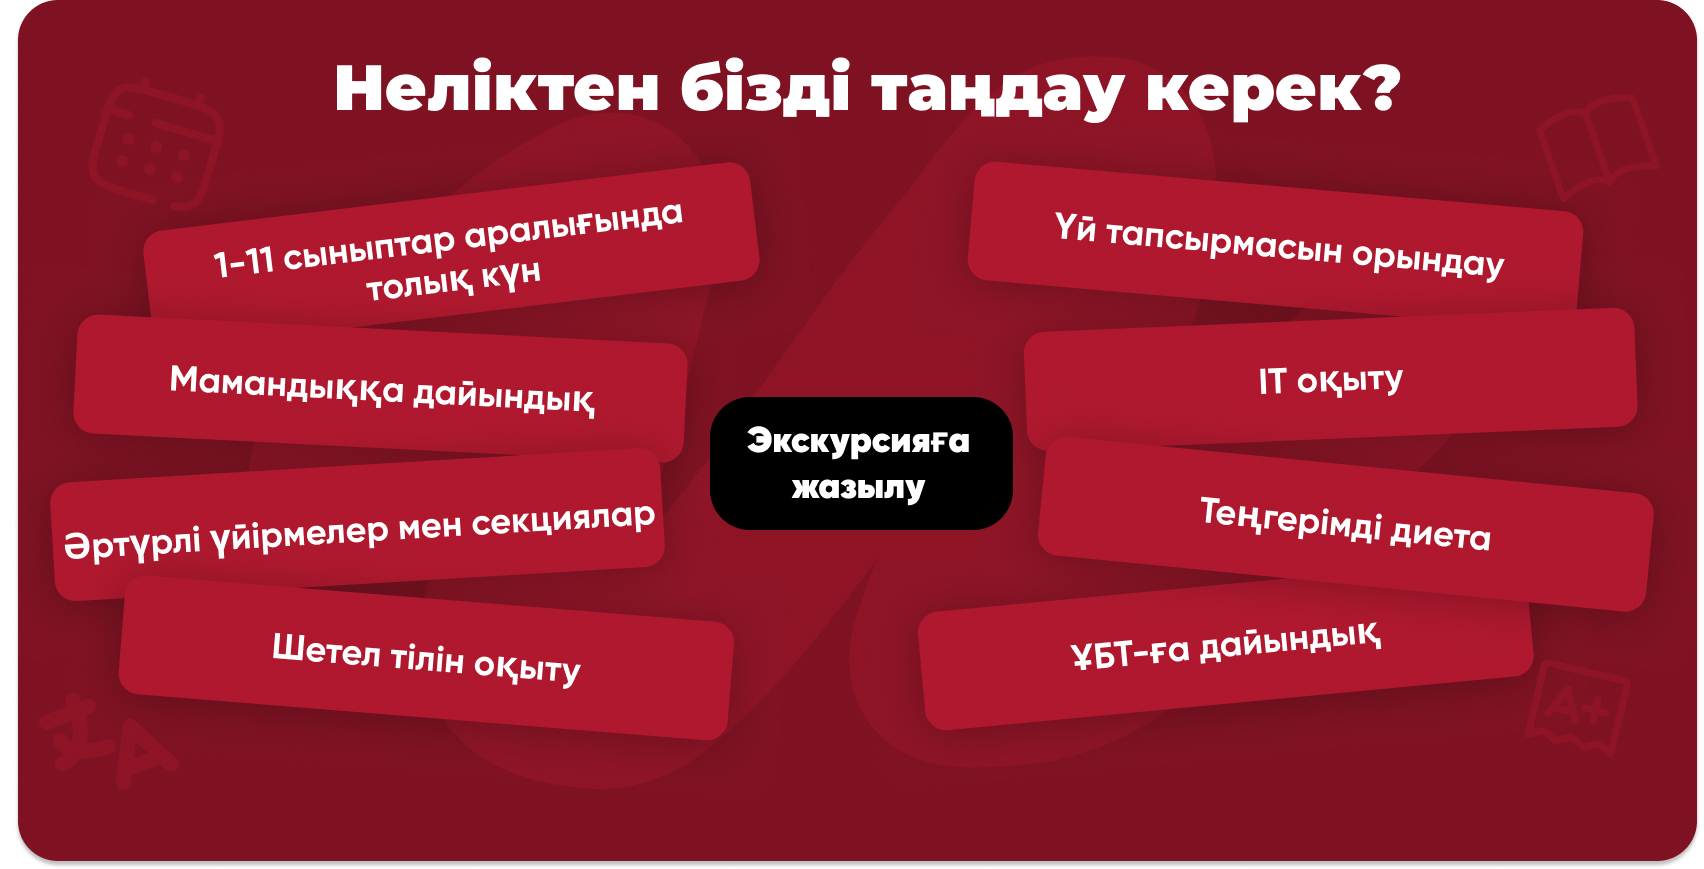 Неліктен бізді таңдау керек?
1-11 сыныптар аралығында
толық күн
Мамандыққа дайындық
Әртүрлі үйірмелер мен секциялар
Шетел тілін оқыту
Экскурсияға
жазылу
Үй тапсырмасын орындау
IT оқыту
Теңгерімді диета
ҰБТ-ға дайындық
A+